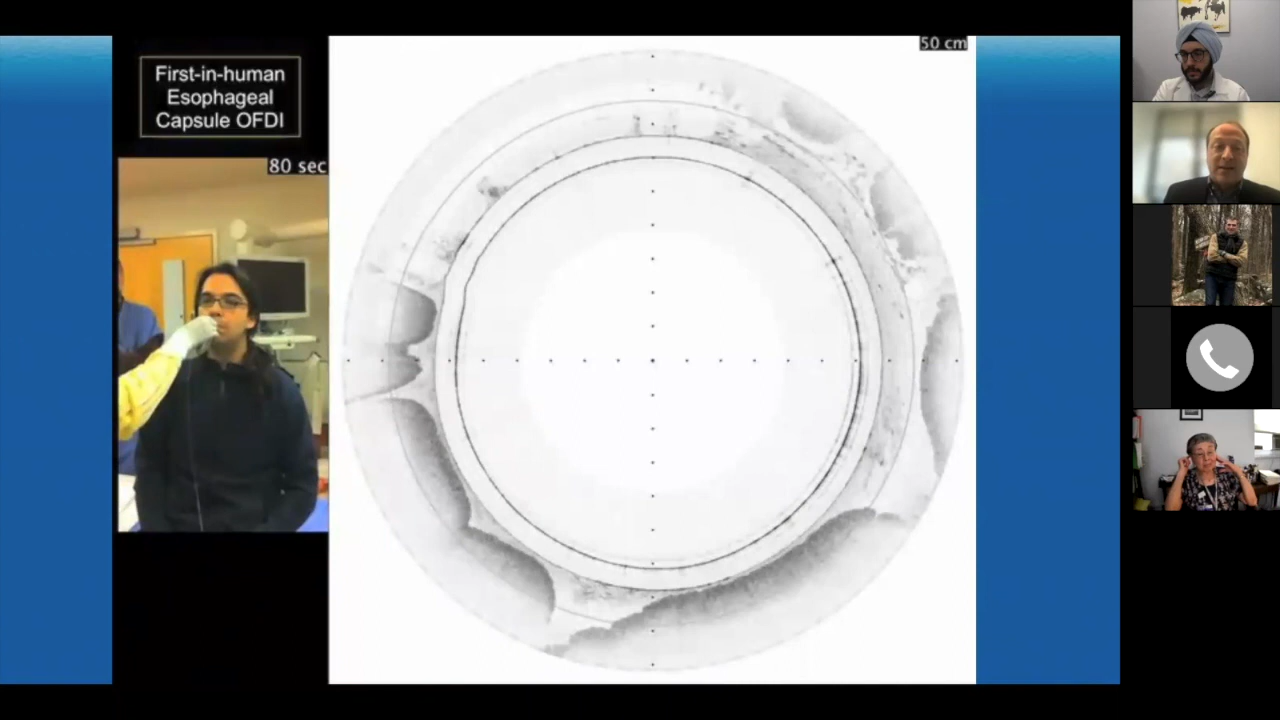 First-in-human
Esophageal
Capsule OFDI
80 sec
50 cm